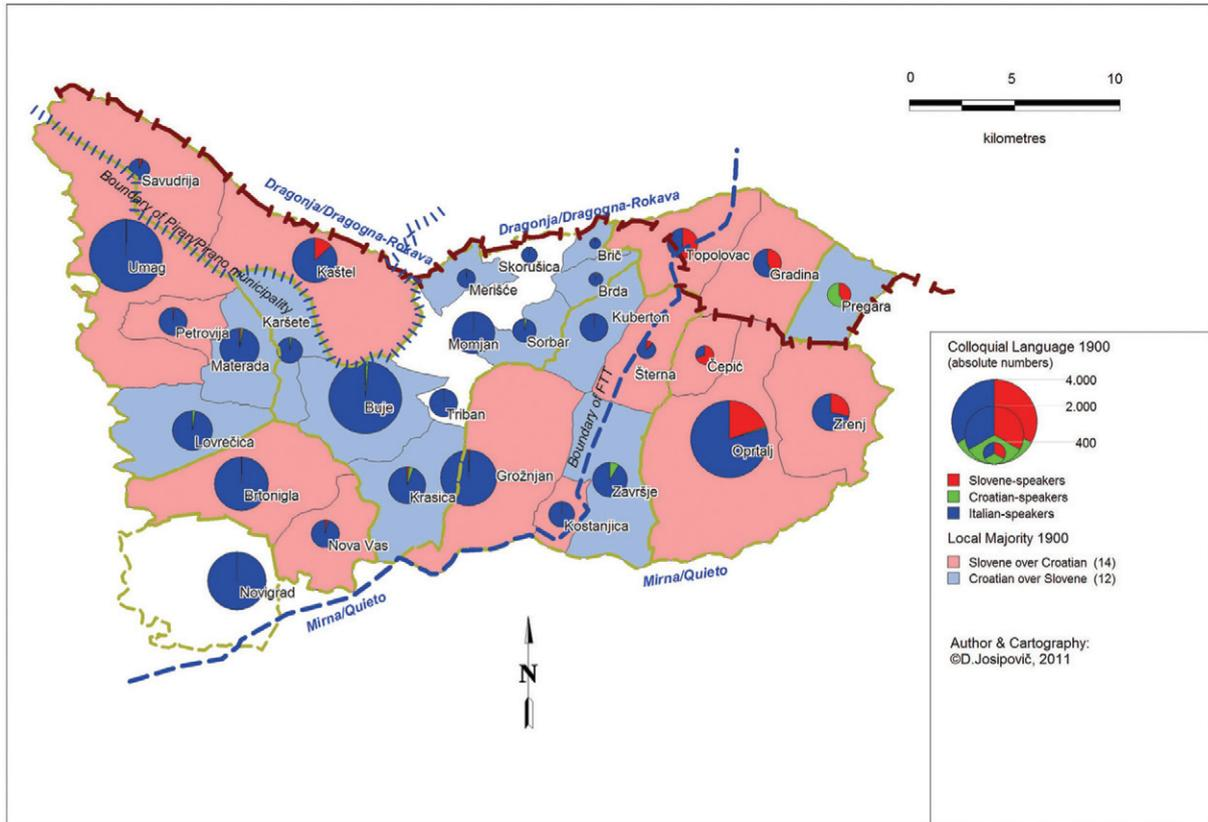 0 5 10
kilometres
Savudrija
Boundary of Piran/Pirano municipality
Dragonja/Dragogna-Rokava
Dragonja/Dragogna-Rokava
Umag
Kaštel
Skorušica
Brič
Topolovac
Gradina
Merišče
Brda
Pregara
Petrovija
Karšete
Kuberton
Momjan
Sorbar
Materada
Šterna
Čepić
Buje
Triban
Boundary of FTT
Lovrečica
Zrenj
Oprtalj
Brtonigla
Krasica
Grožnjan
Završje
Kostanjica
Nova Vas
Novigrad
Mirna/Quieto
Mirna/Quieto
N
Colloquial Language 1900
(absolute numbers)
4.000
2.000
400
Slovene-speakers
Croatian-speakers
Italian-speakers
Local Majority 1900
Slovene over Croatian (14)
Croatian over Slovene (12)
Author & Cartography:
©D.Josipovič, 2011